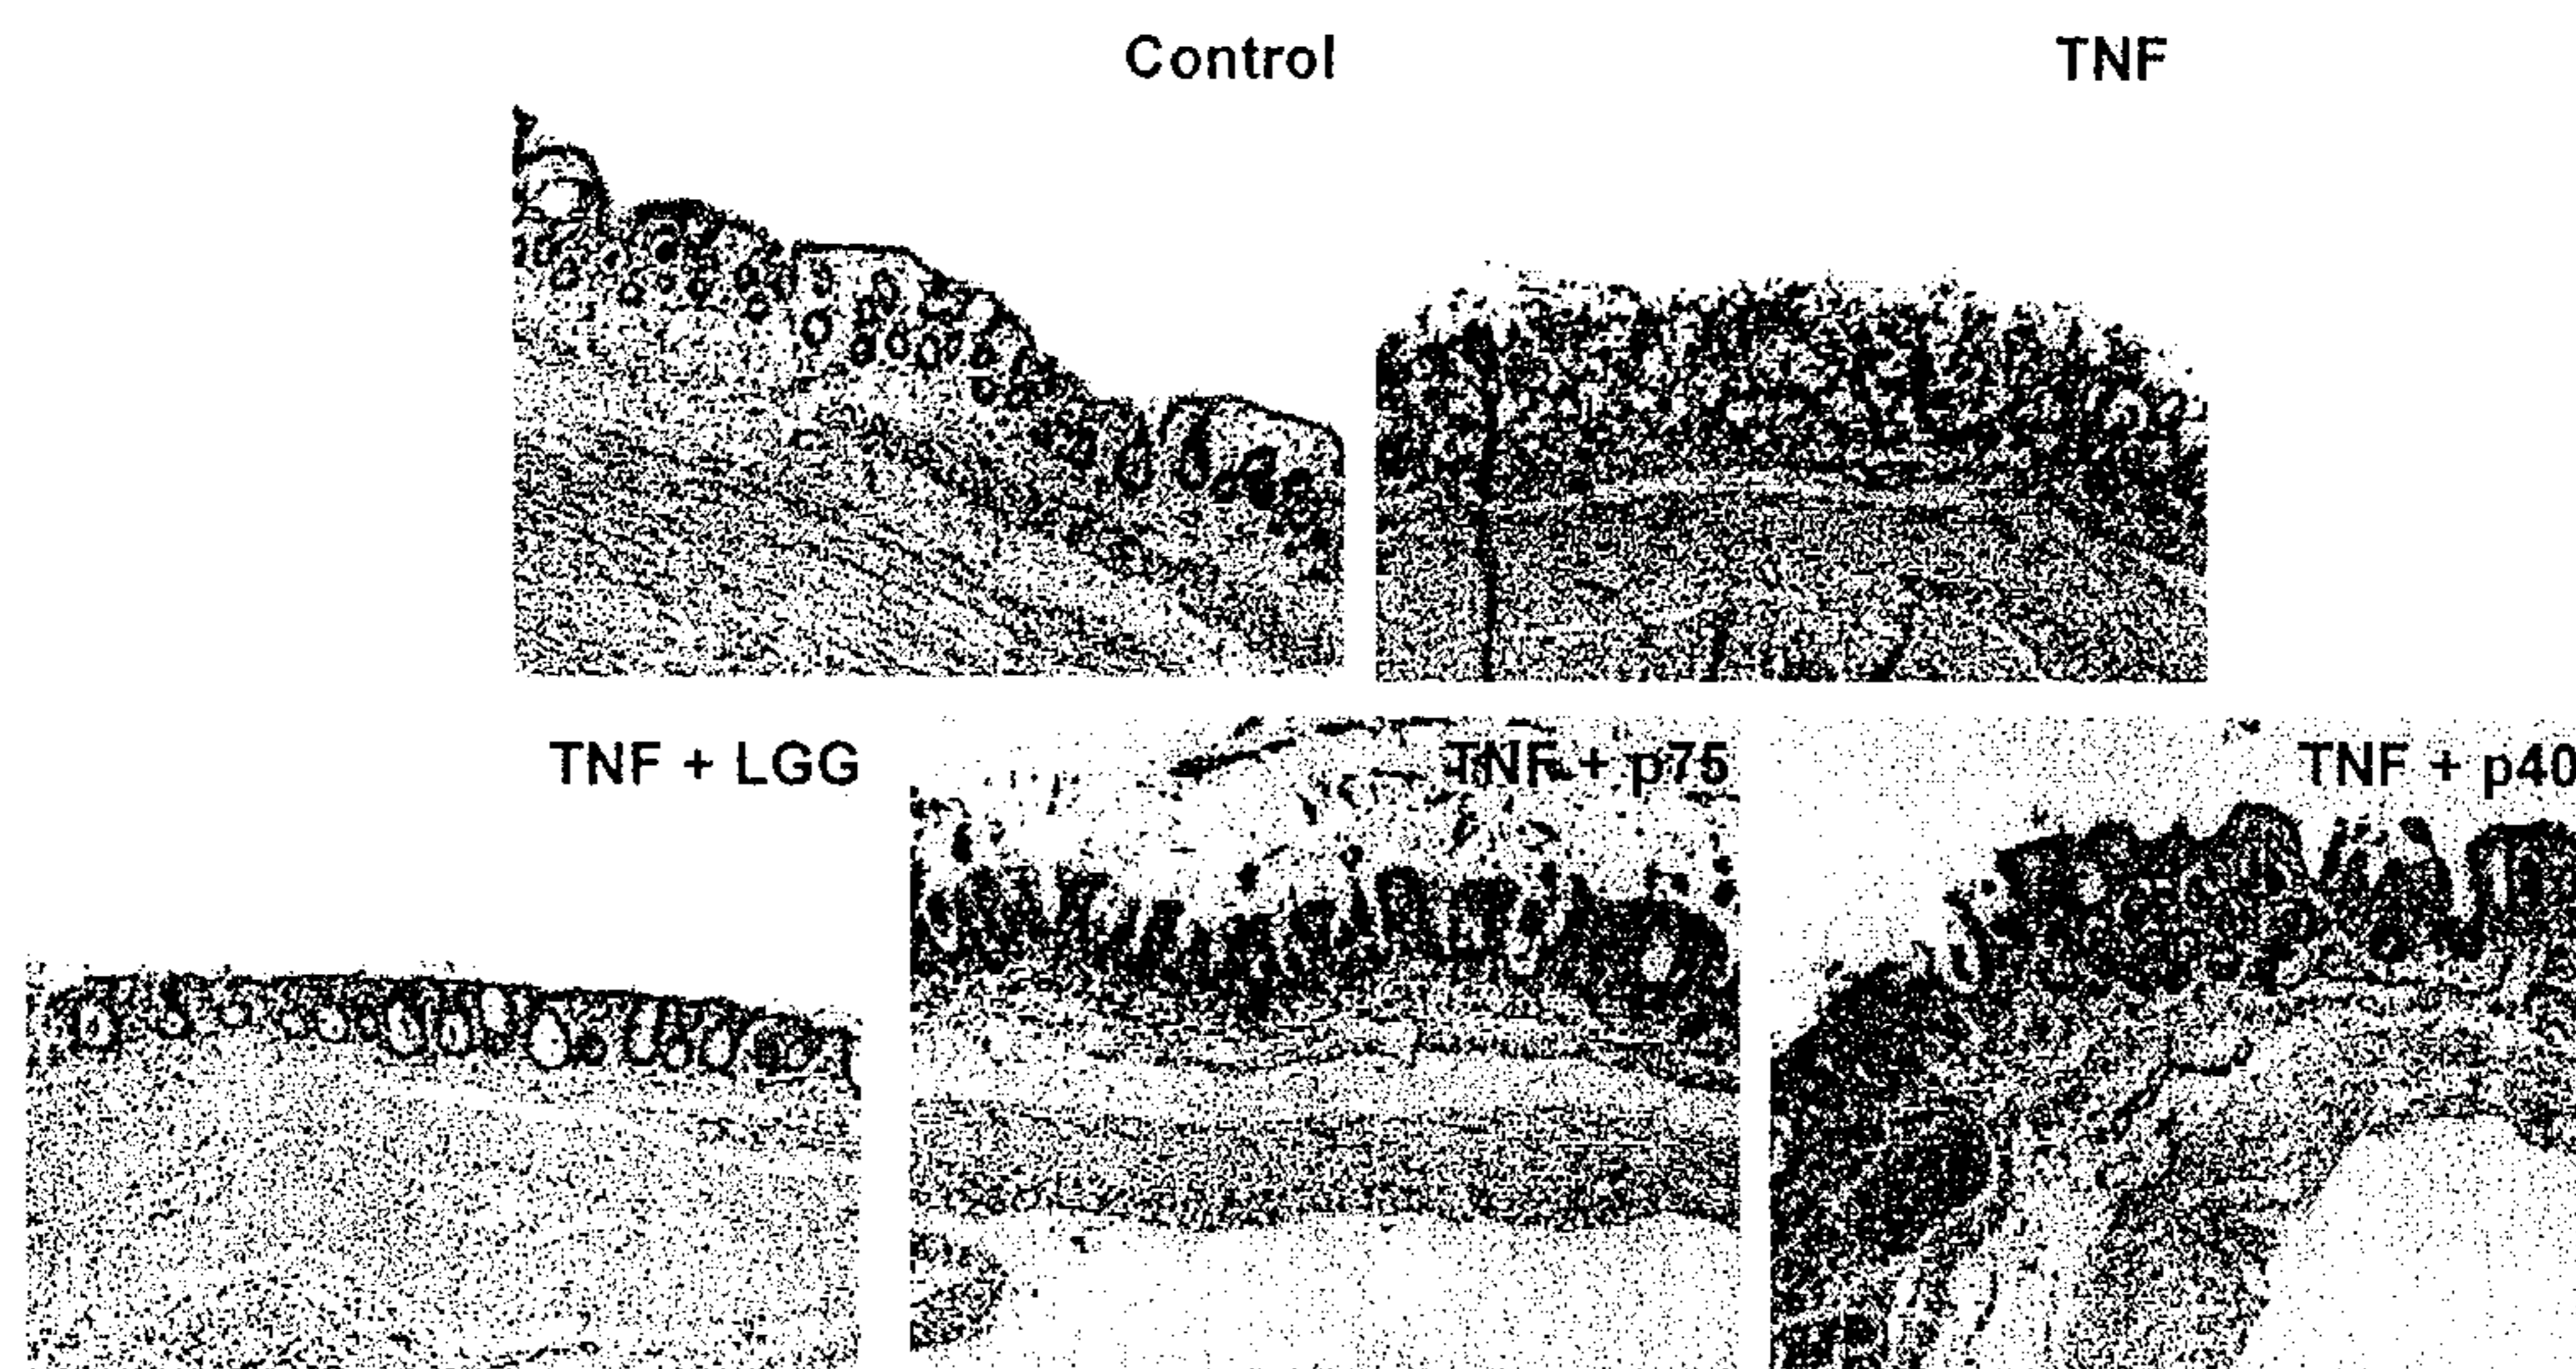 Control
TNF
TNF + LGG
TNF + p75
TNF + p40